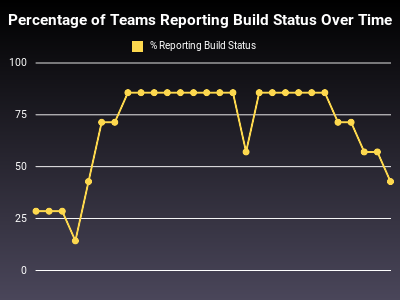 Percentage of Teams Reporting Build Status Over Time
% Reporting Build Status
100
75
50
25
0